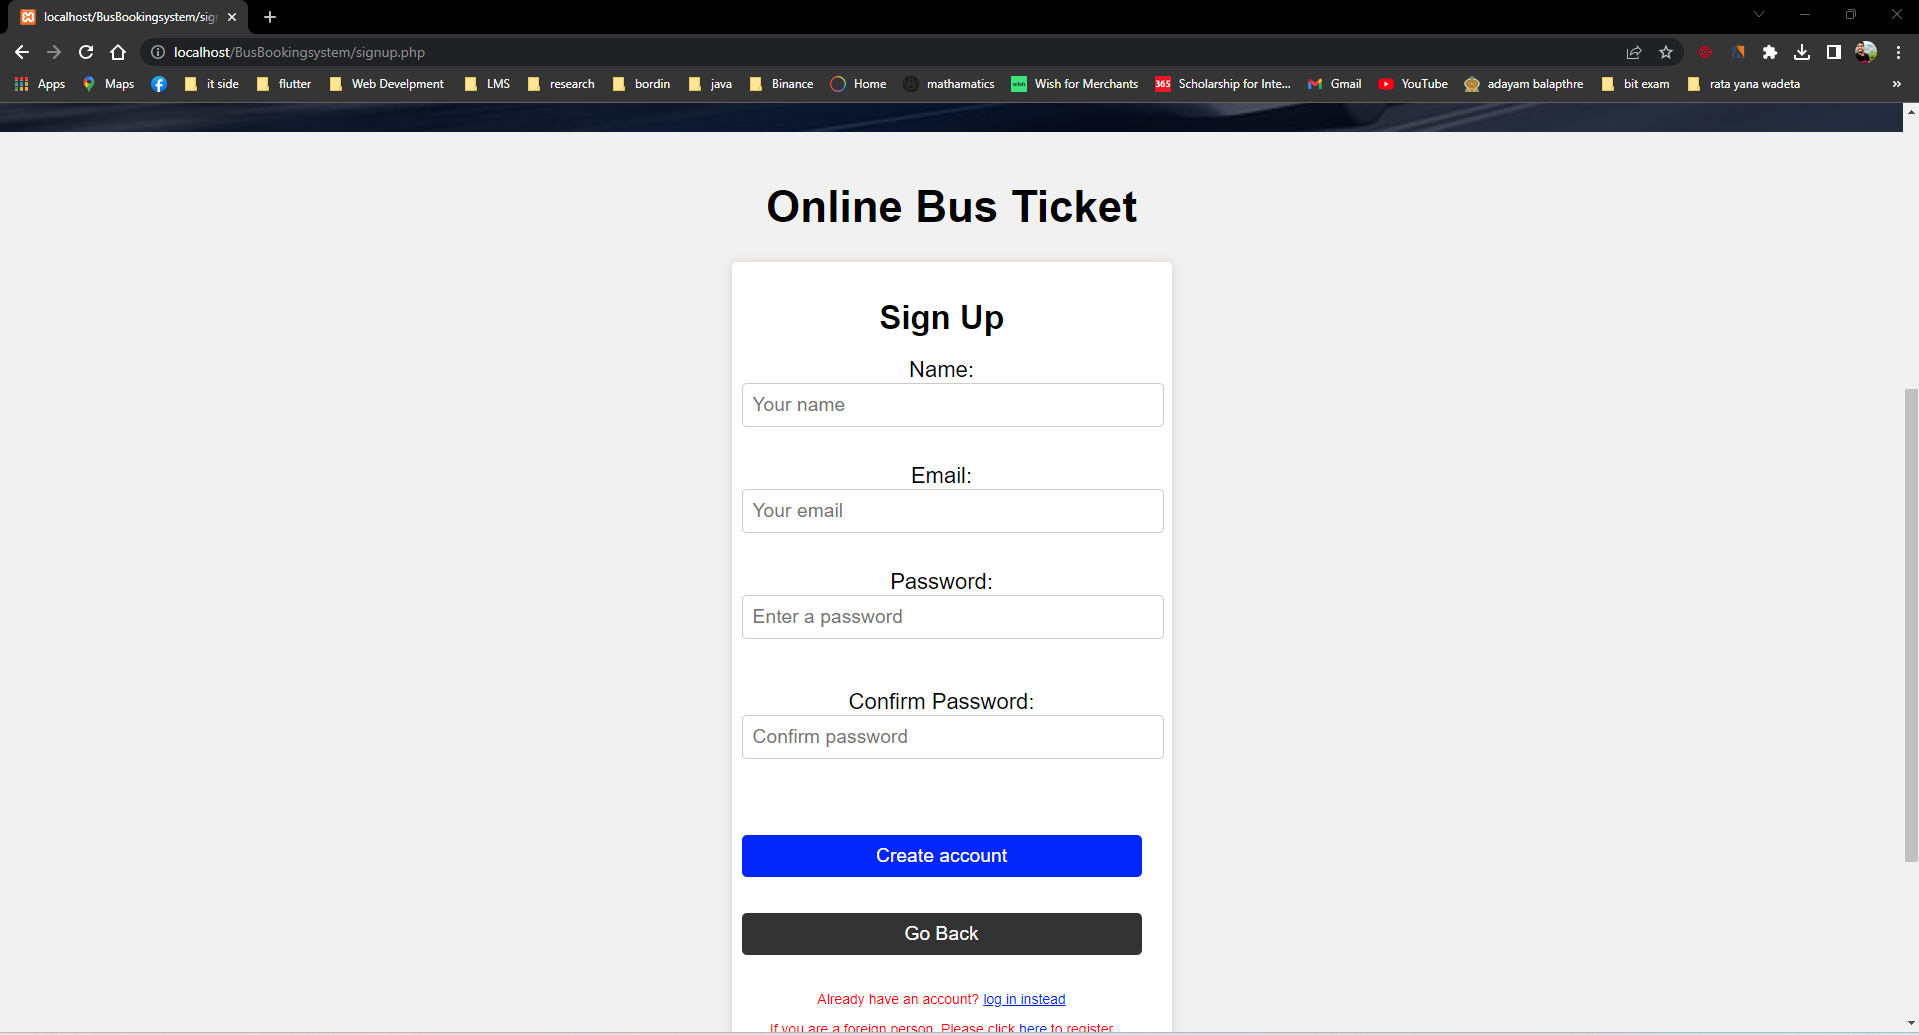 localhost/BusBookingsystem/sig
localhost/BusBookingsystem/signup.php
Apps Maps it side flutter Web Develpment LMS research bordin java Binance Home mathamatics wish Wish for Merchants 365 Scholarship for Inte... Gmail YouTube adayam balapthre bit exam rata yana wadeta »
Online Bus Ticket
Sign Up
Name:
Your name
Email:
Your email
Password:
Enter a password
Confirm Password:
Confirm password
Create account
Go Back
Already have an account? log in instead
If you are a foreign person. Please click here to register